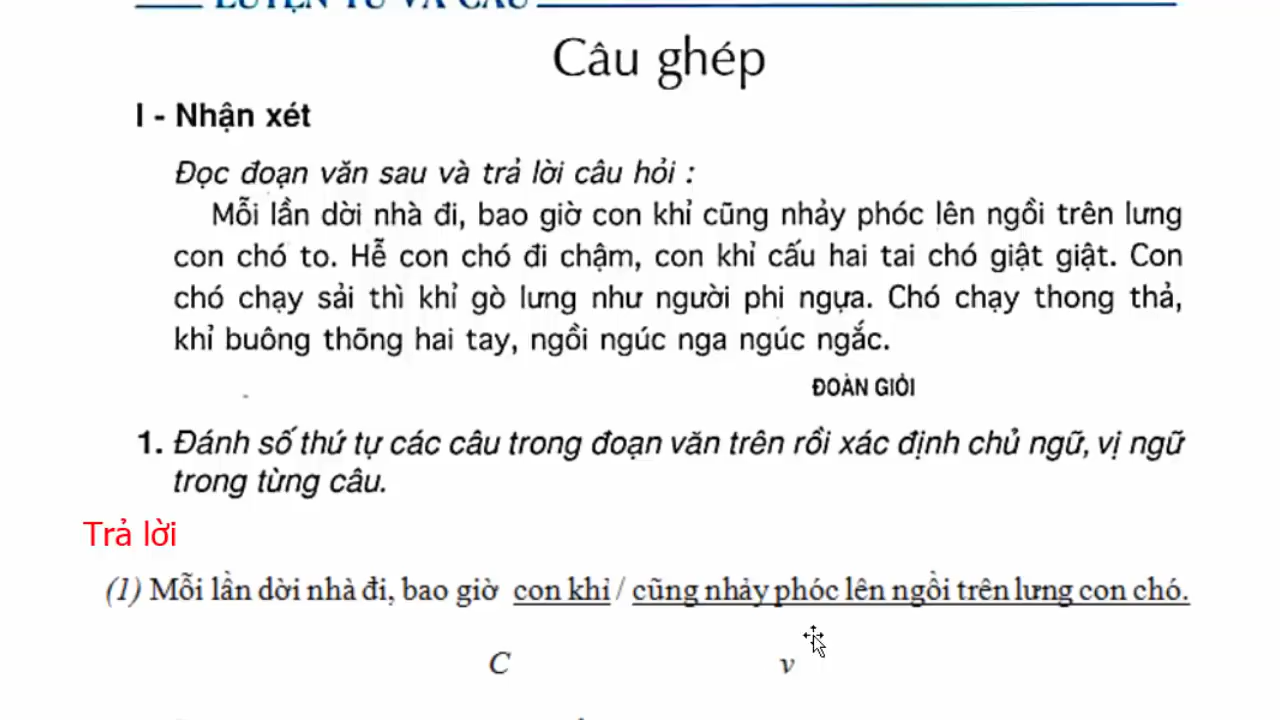 LUYỆN TỪ VÀ CÂU
Câu ghép
I - Nhận xét
Đọc đoạn văn sau và trả lời câu hỏi :
Mỗi lần dời nhà đi, bao giờ con khỉ cũng nhảy phóc lên ngồi trên lưng
con chó to. Hễ con chó đi chậm, con khỉ cấu hai tai chó giật giật. Con
chó chạy sải thì khỉ gò lưng như người phi ngựa. Chó chạy thong thả,
khỉ buông thõng hai tay, ngồi ngúc nga ngúc ngắc.
ĐOÀN GIỎI
1. Đánh số thứ tự các câu trong đoạn văn trên rồi xác định chủ ngữ, vị ngữ
trong từng câu.
Trả lời
(1) Mỗi lần dời nhà đi, bao giờ con khỉ / cũng nhảy phóc lên ngồi trên lưng con chó.
C v